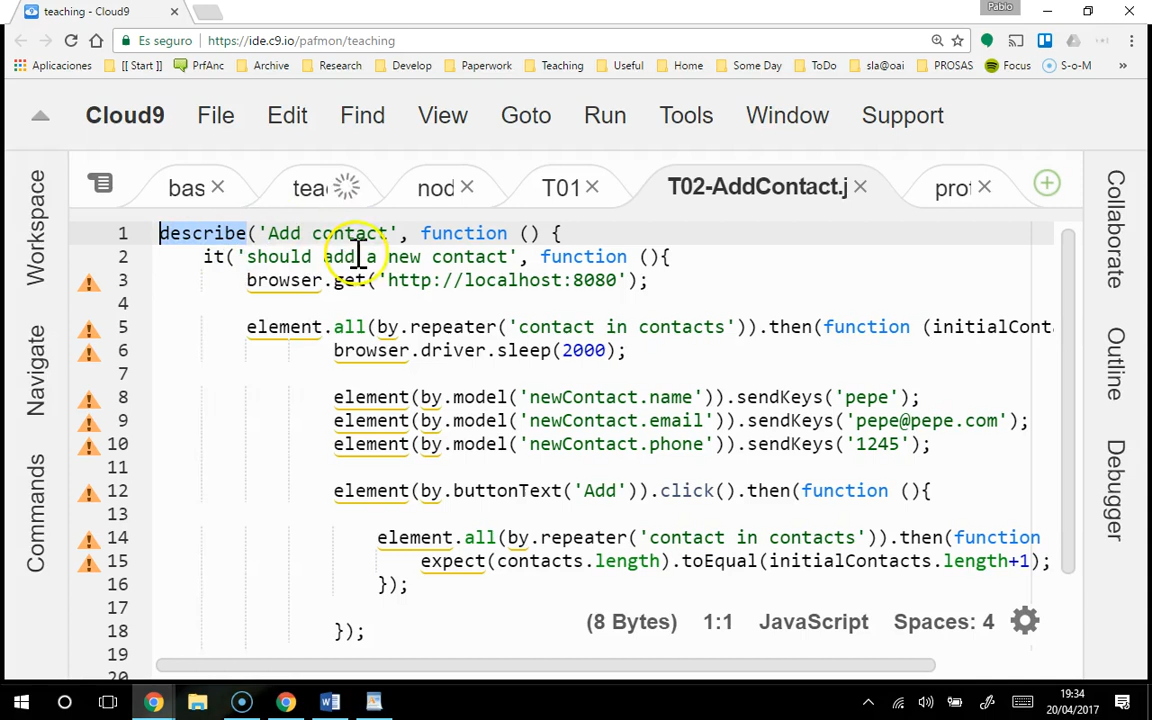 teaching - Cloud9
Pablo
Es seguro https://ide.c9.io/pafmon/teaching
Aplicaciones [[ Start ]] PrfAnc Archive Research Develop Paperwork Teaching Useful Home Some Day ToDo sla@oai PROSAS Focus S-o-M »
Cloud9 File Edit Find View Goto Run Tools Window Support
bas tea nod T01 T02-AddContact.j
Workspace
Navigate
Commands
Collaborate
Outline
Debugger
1 describe('Add contact', function () {
2 it('should add a new contact', function (){
3 browser.get('http://localhost:8080');
4
5 element.all(by.repeater('contact in contacts')).then(function (initialCont
6 browser.driver.sleep(2000);
7
8 element(by.model('newContact.name')).sendKeys('pepe');
9 element(by.model('newContact.email')).sendKeys('pepe@pepe.com');
10 element(by.model('newContact.phone')).sendKeys('1245');
11
12 element(by.buttonText('Add')).click().then(function (){
13
14 element.all(by.repeater('contact in contacts')).then(function
15 expect(contacts.length).toEqual(initialContacts.length+1);
16 });
17
18 });
19
20
(8 Bytes) 1:1 JavaScript Spaces: 4
19:34
20/04/2017